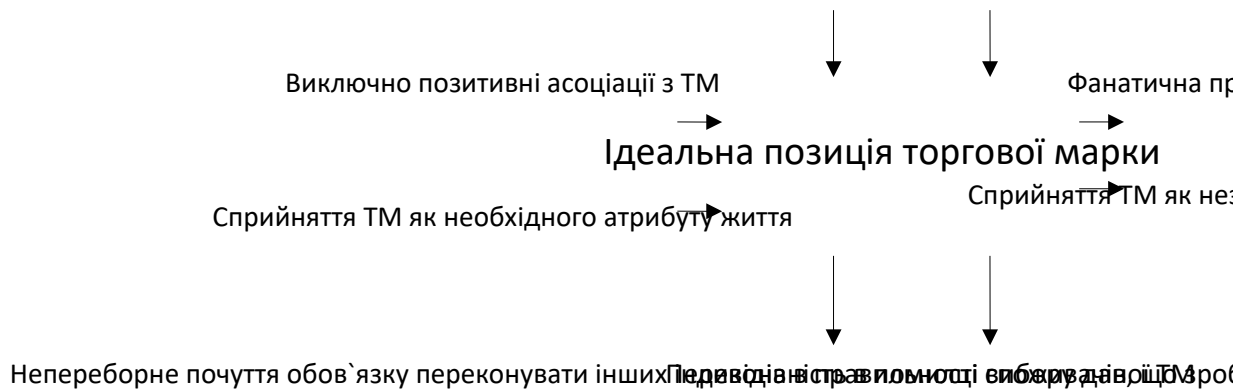 Виключно позитивні асоціації з ТМ
Фанатична пр
Ідеальна позиція торгової марки
Сприйняття ТМ як нез
Сприйняття ТМ як необхідного атрибуту життя
Непереборне почуття обов`язку переконувати інших